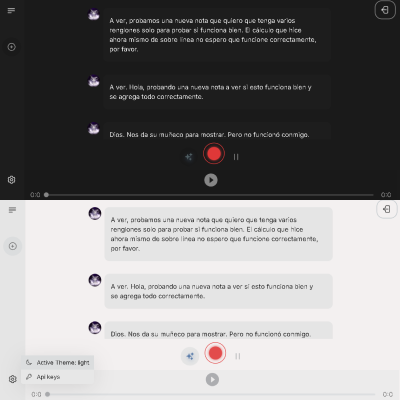 A ver, probamos una nueva nota que quiero que tenga varios
rengiones solo para probar si funciona bien. El cálculo que hice
ahora mismo de sobre linea no espero que funcione correctamente,
por favor.
A ver. Hola, probando una nueva nota a ver si esto funciona bien y
se agrega todo correctamente.
Dios. Nos da su muñeco para mostrar. Pero no funcionó conmigo.
0:0
0:0
A ver, probamos una nueva nota que quiero que tenga varios
rengiones solo para probar si funciona bien. El cálculo que hice
ahora mismo de sobre linea no espero que funcione correctamente,
por favor.
A ver. Hola, probando una nueva nota a ver si esto funciona bien y
se agrega todo correctamente.
Dios. Nos da su muñeco para mostrar. Pero no funcionó conmigo.
Active Theme: light
Api keys
0:0
0:0